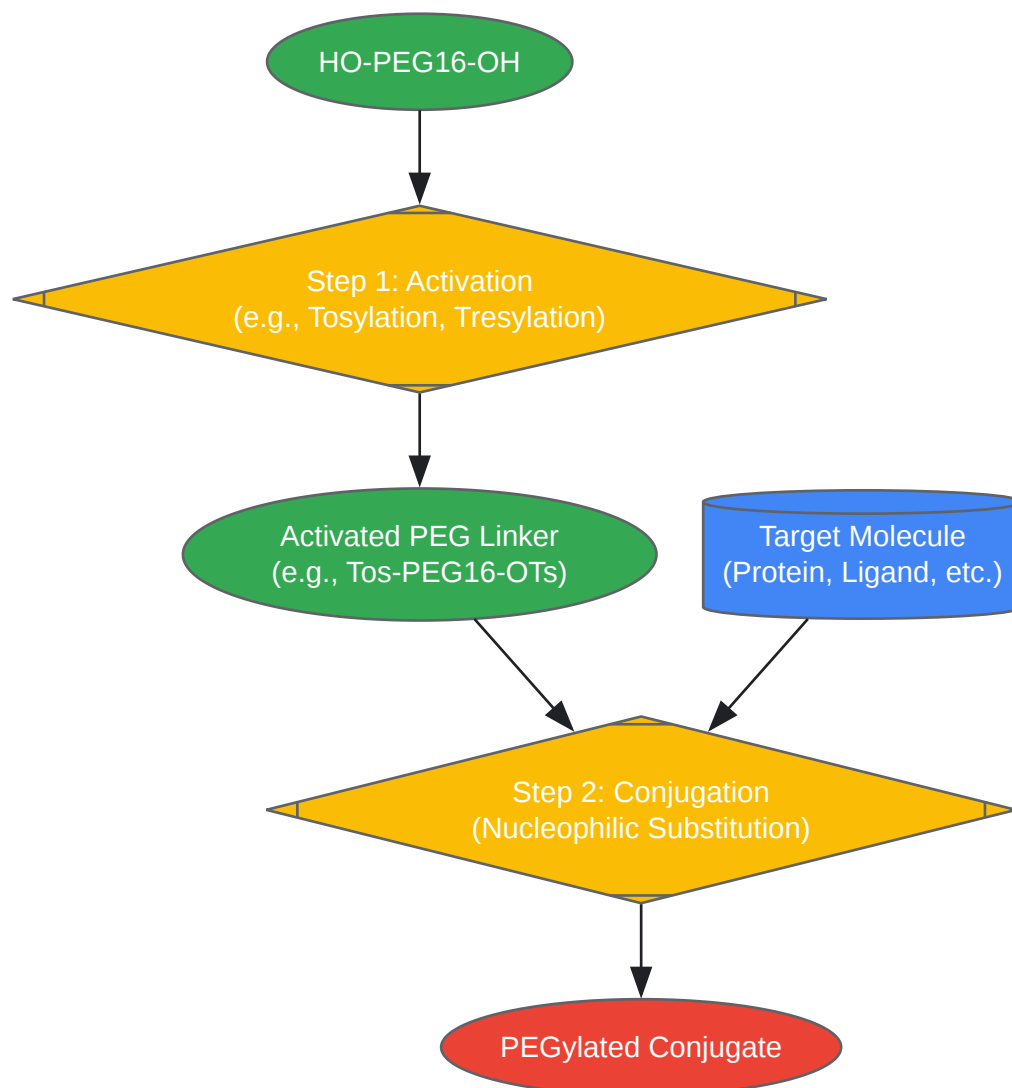 HO-PEG16-OH
Step 1: Activation
(e.g., Tosylation, Tresylation)
Activated PEG Linker
(e.g., Tos-PEG16-OTs)
Target Molecule
(Protein, Ligand, etc.)
Step 2: Conjugation
(Nucleophilic Substitution)
PEGylated Conjugate